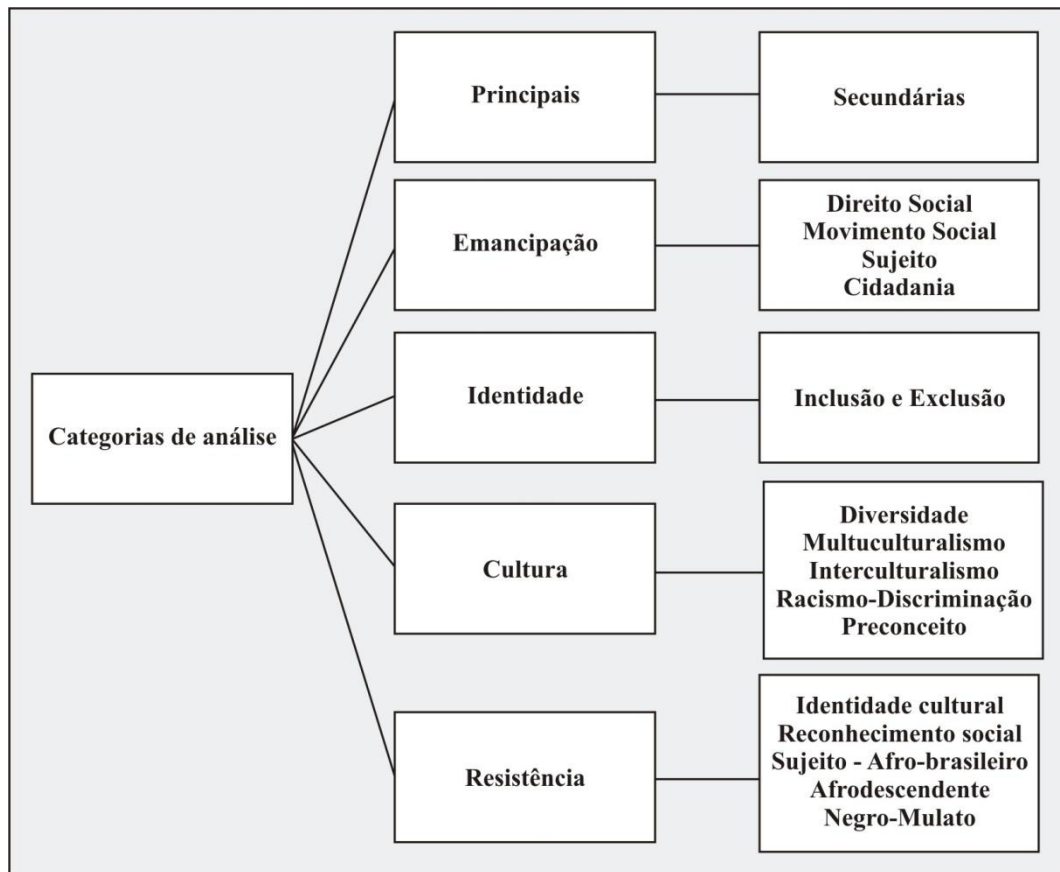 Principais
Secundárias
Emancipação
Direito Social
Movimento Social
Sujeito
Cidadania
Categorias de análise
Identidade
Inclusão e Exclusão
Cultura
Diversidade
Multuculturalismo
Interculturalismo
Racismo-Discriminação
Preconceito
Resistência
Identidade cultural
Reconhecimento social
Sujeito - Afro-brasileiro
Afrodescendente
Negro-Mulato